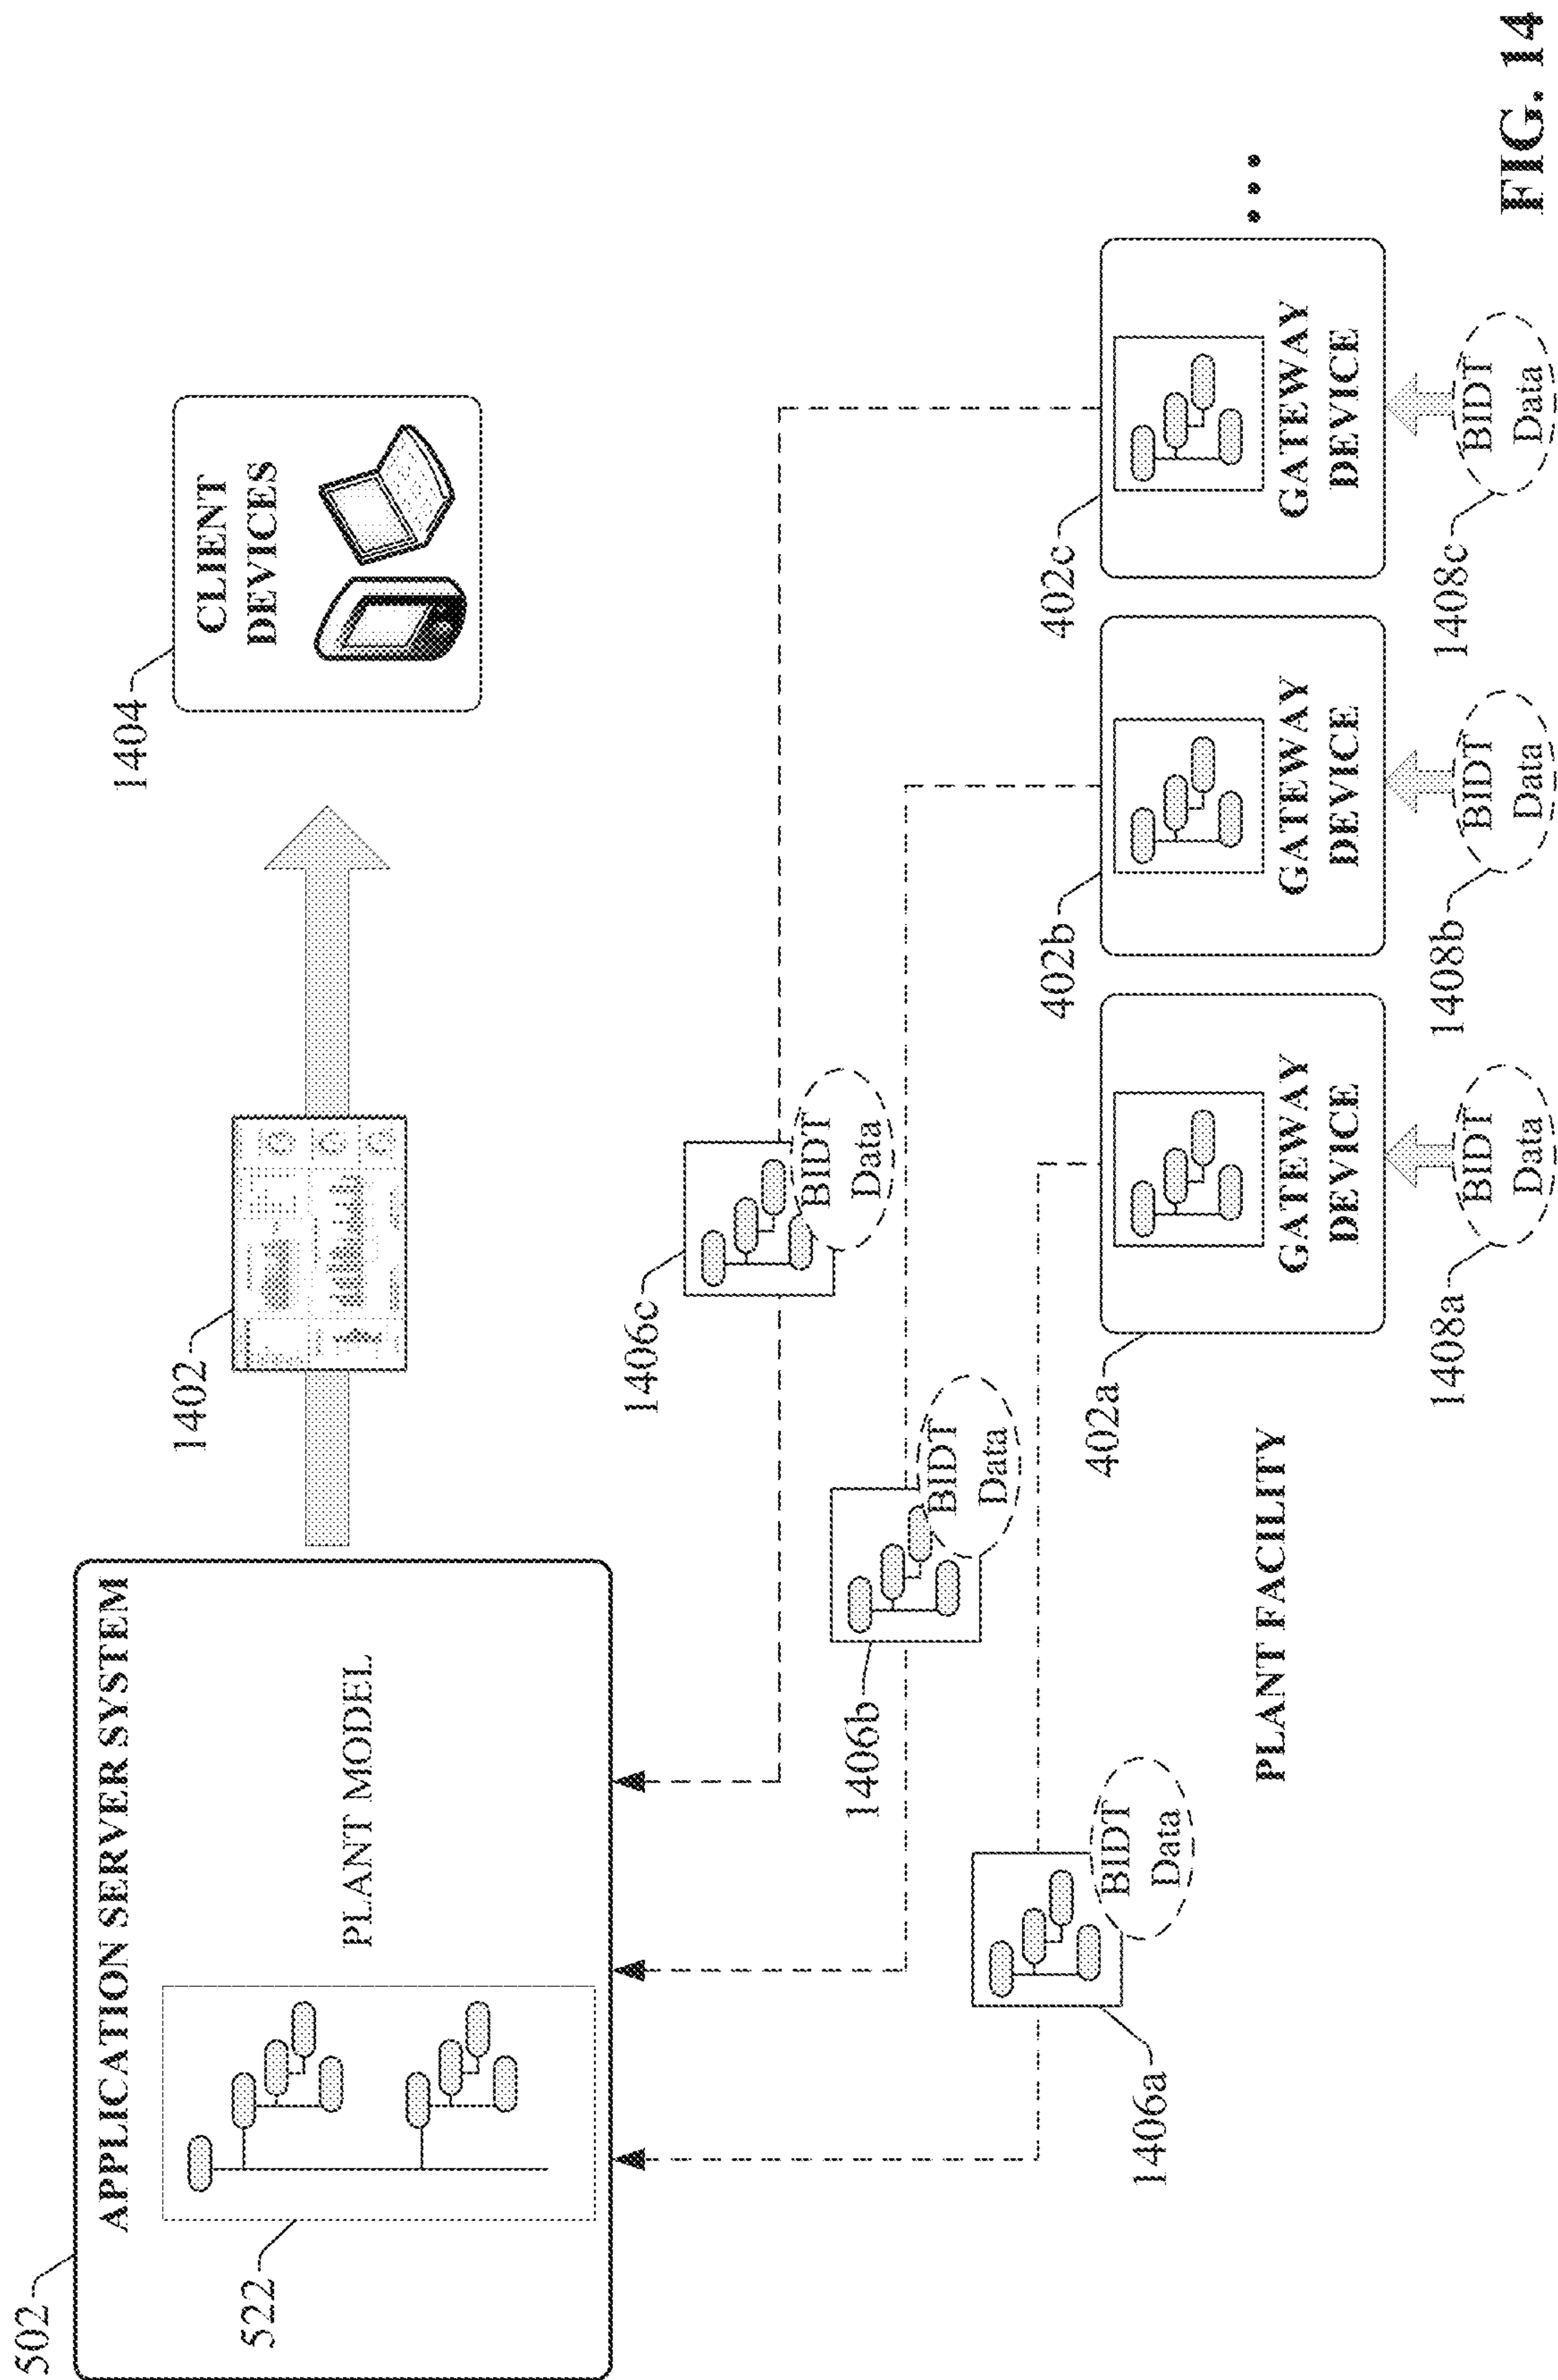 502
APPLICATION SERVER SYSTEM
522
PLANT MODEL
1402
1404
CLIENT
DEVICES
1406a
BIDT
Data
1406b
BIDT
Data
1406c
BIDT
Data
PLANT FACILITY
402a
GATEWAY
DEVICE
402b
GATEWAY
DEVICE
402c
GATEWAY
DEVICE
...
1408a
BIDT
Data
1408b
BIDT
Data
1408c
BIDT
Data
FIG. 14